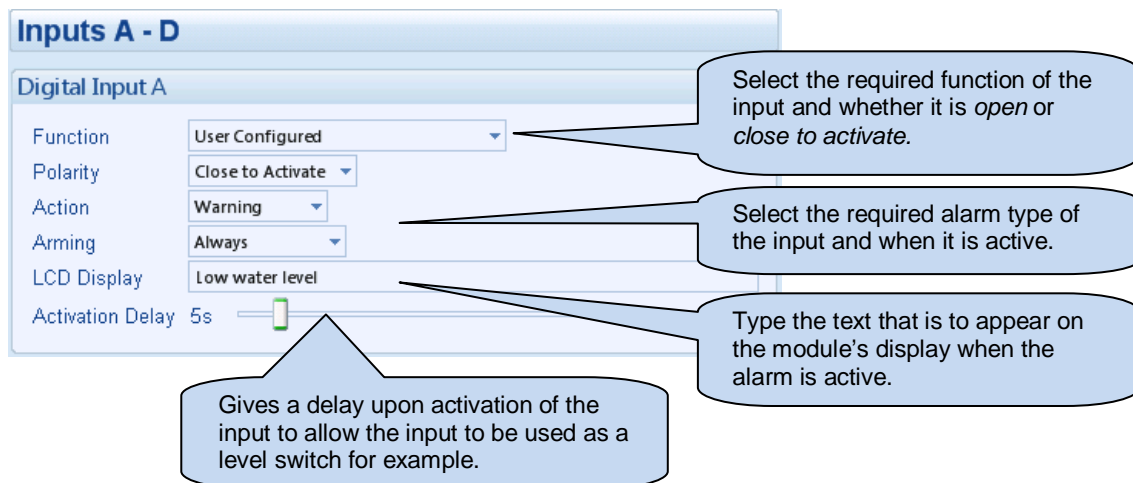 Inputs A - D
Digital Input A
Function User Configured
Polarity Close to Activate
Action Warning
Arming Always
LCD Display Low water level
Activation Delay 5s
Select the required function of the
input and whether it is open or
close to activate.
Select the required alarm type of
the input and when it is active.
Type the text that is to appear on
the module's display when the
alarm is active.
Gives a delay upon activation of the
input to allow the input to be used as a
level switch for example.